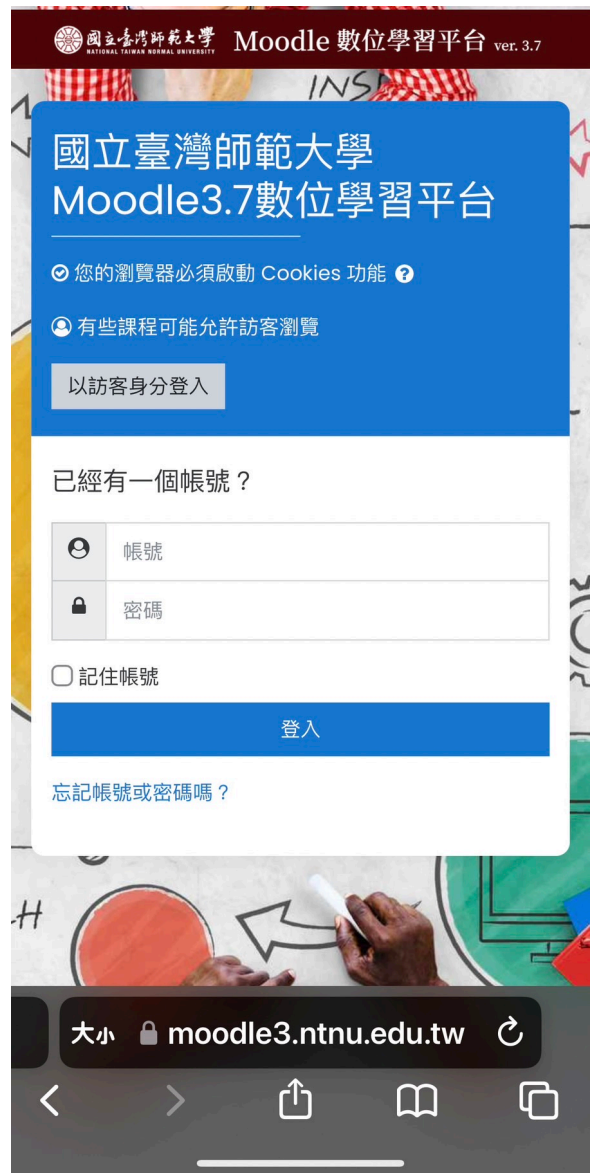 國立臺灣師範大學 Moodle 數位學習平台 ver. 3.7
NATIONAL TAIWAN NORMAL UNIVERSITY
INS
國立臺灣師範大學
Moodle3.7數位學習平台
您的瀏覽器必須啟動 Cookies 功能
有些課程可能允許訪客瀏覽
以訪客身分登入
已經有一個帳號？
帳號
密碼
記住帳號
登入
忘記帳號或密碼嗎？
H
大小 moodle3.ntnu.edu.tw